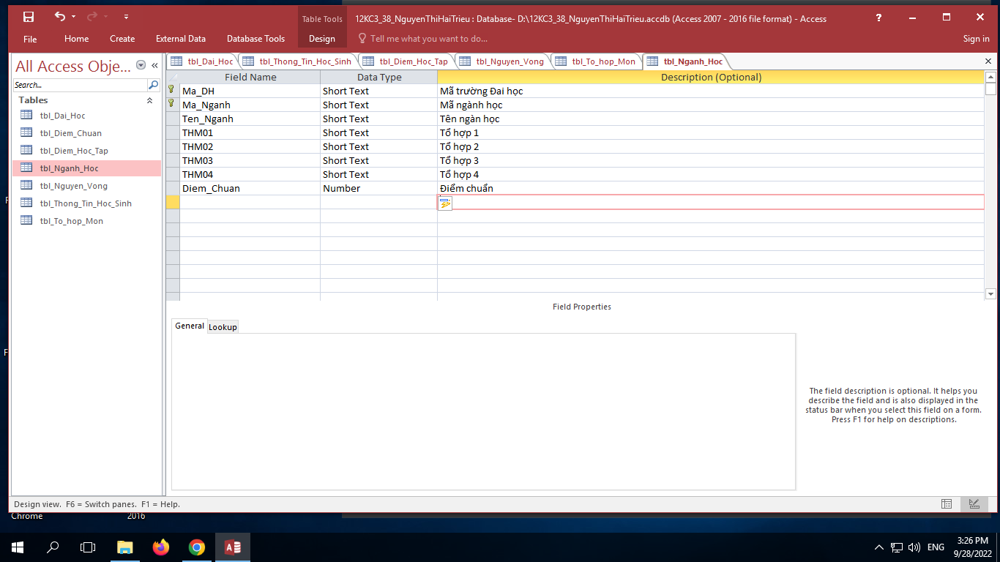 Table Tools
12KC3_38_NguyenThiHaiTrieu : Database- D:\12KC3_38_NguyenThiHaiTrieu.accdb (Access 2007 - 2016 file format) - Access
?
File
Home
Create
External Data
Database Tools
Design
Tell me what you want to do...
Sign in
All Access Obje...
Search...
Tables
tbl_Dai_Hoc
tbl_Diem_Chuan
tbl_Diem_Hoc_Tap
tbl_Nganh_Hoc
tbl_Nguyen_Vong
tbl_Thong_Tin_Hoc_Sinh
tbl_To_hop_Mon
tbl_Dai_Hoc
tbl_Thong_Tin_Hoc_Sinh
tbl_Diem_Hoc_Tap
tbl_Nguyen_Vong
tbl_To_hop_Mon
tbl_Nganh_Hoc
Field Name Data Type Description (Optional)
Ma_DH Short Text Mã trường Đai học
Ma_Nganh Short Text Mã ngành học
Ten_Nganh Short Text Tên ngàn học
THM01 Short Text Tổ hợp 1
THM02 Short Text Tổ hợp 2
THM03 Short Text Tổ hợp 3
THM04 Short Text Tổ hợp 4
Diem_Chuan Number Điểm chuẩn
Field Properties
General
Lookup
The field description is optional. It helps you
describe the field and is also displayed in the
status bar when you select this field on a form.
Press F1 for help on descriptions.
Design view. F6 = Switch panes. F1 = Help.
Chrome
2016
ENG
3:26 PM
9/28/2022